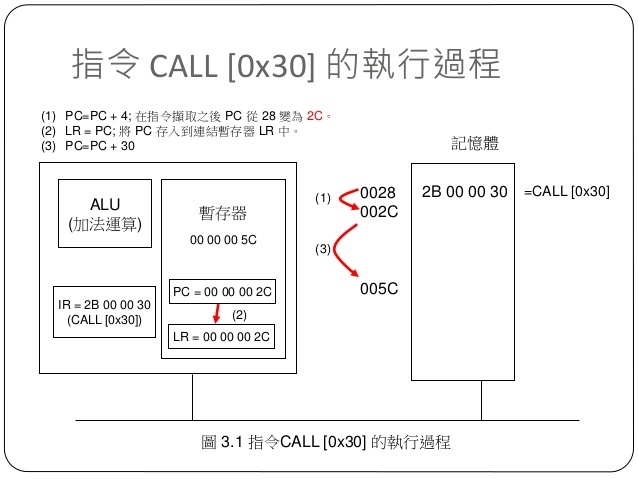 指令 CALL [0x30] 的執行過程
(1) PC=PC + 4; 在指令擷取之後 PC 從 28 變為 2C。
(2) LR = PC; 將 PC 存入到連結暫存器 LR 中。
(3) PC=PC + 30
記憶體
ALU
(加法運算)
暫存器
00 00 00 5C
PC = 00 00 00 2C
(2)
LR = 00 00 00 2C
IR = 2B 00 00 30
(CALL [0x30])
(1)
0028
002C
(3)
005C
2B 00 00 30
=CALL [0x30]
圖 3.1 指令CALL [0x30] 的執行過程